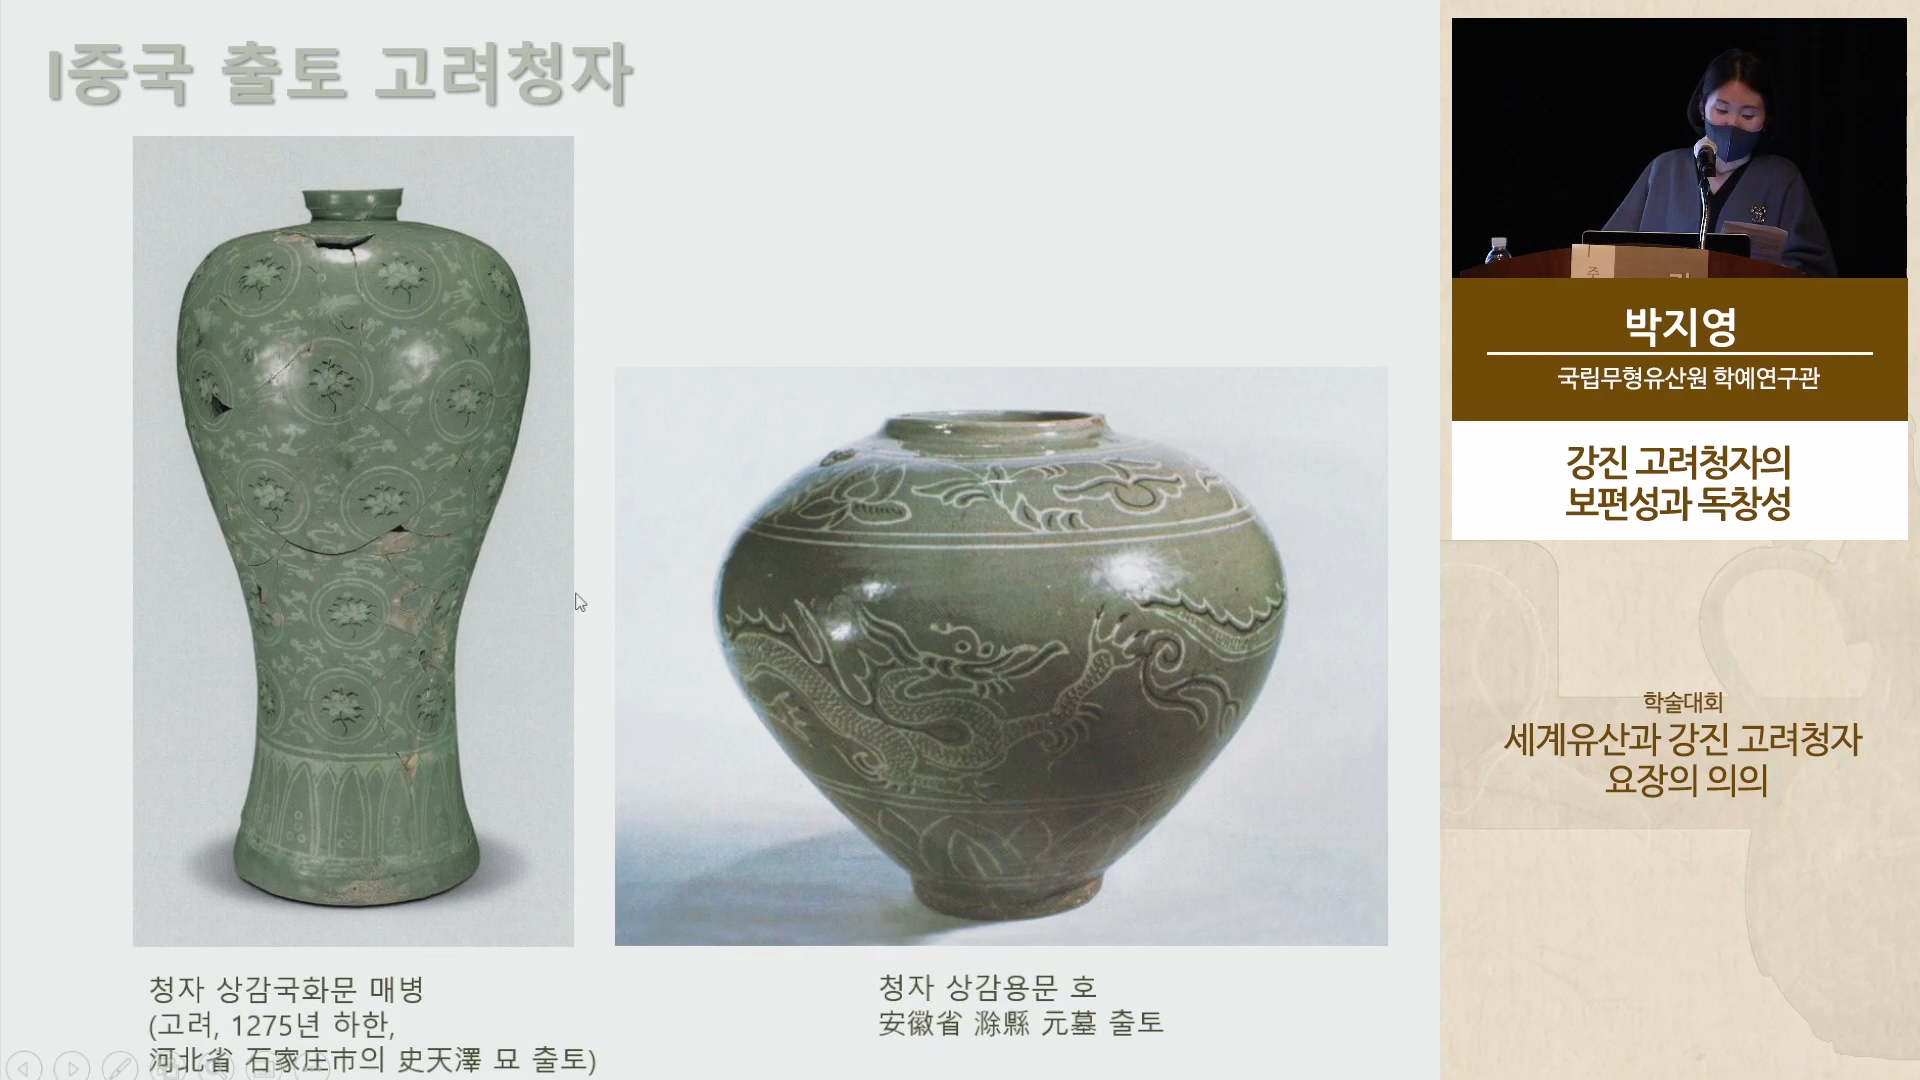 중국 출토 고려청자
청자 상감국화문 매병
(고려, 1275년 하한,
河北省 石家庄市의 史天澤 묘 출토)
청자 상감용문 호
安徽省 滁縣 元墓 출토
박지영
국립무형유산원 학예연구관
강진 고려청자의
보편성과 독창성
학술대회
세계유산과 강진 고려청자
요장의 의의